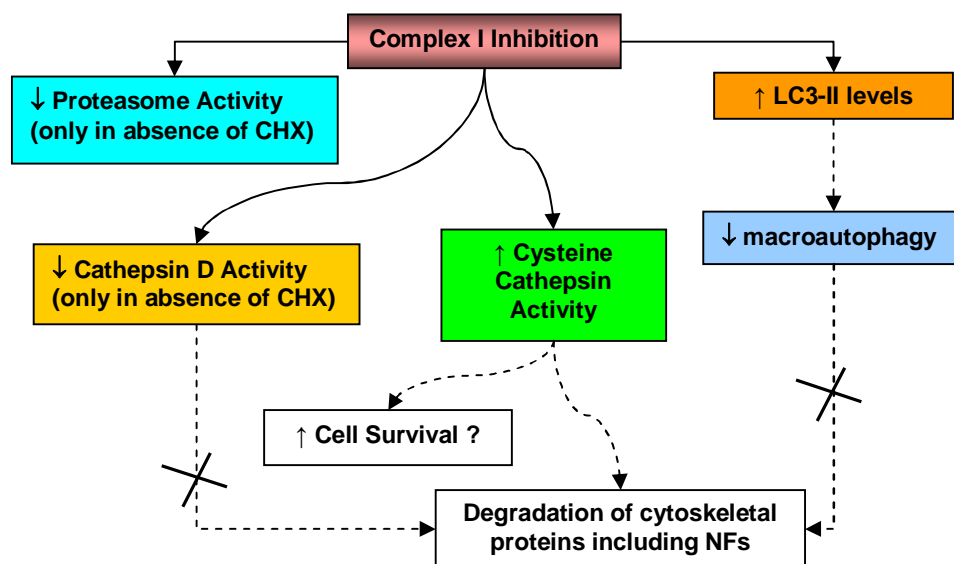 Complex I Inhibition
↓ Proteasome Activity
(only in absence of CHX)
↑ LC3-II levels
↓ macroautophagy
↓ Cathepsin D Activity
(only in absence of CHX)
↑ Cysteine
Cathepsin
Activity
↑ Cell Survival ?
Degradation of cytoskeletal
proteins including NFs